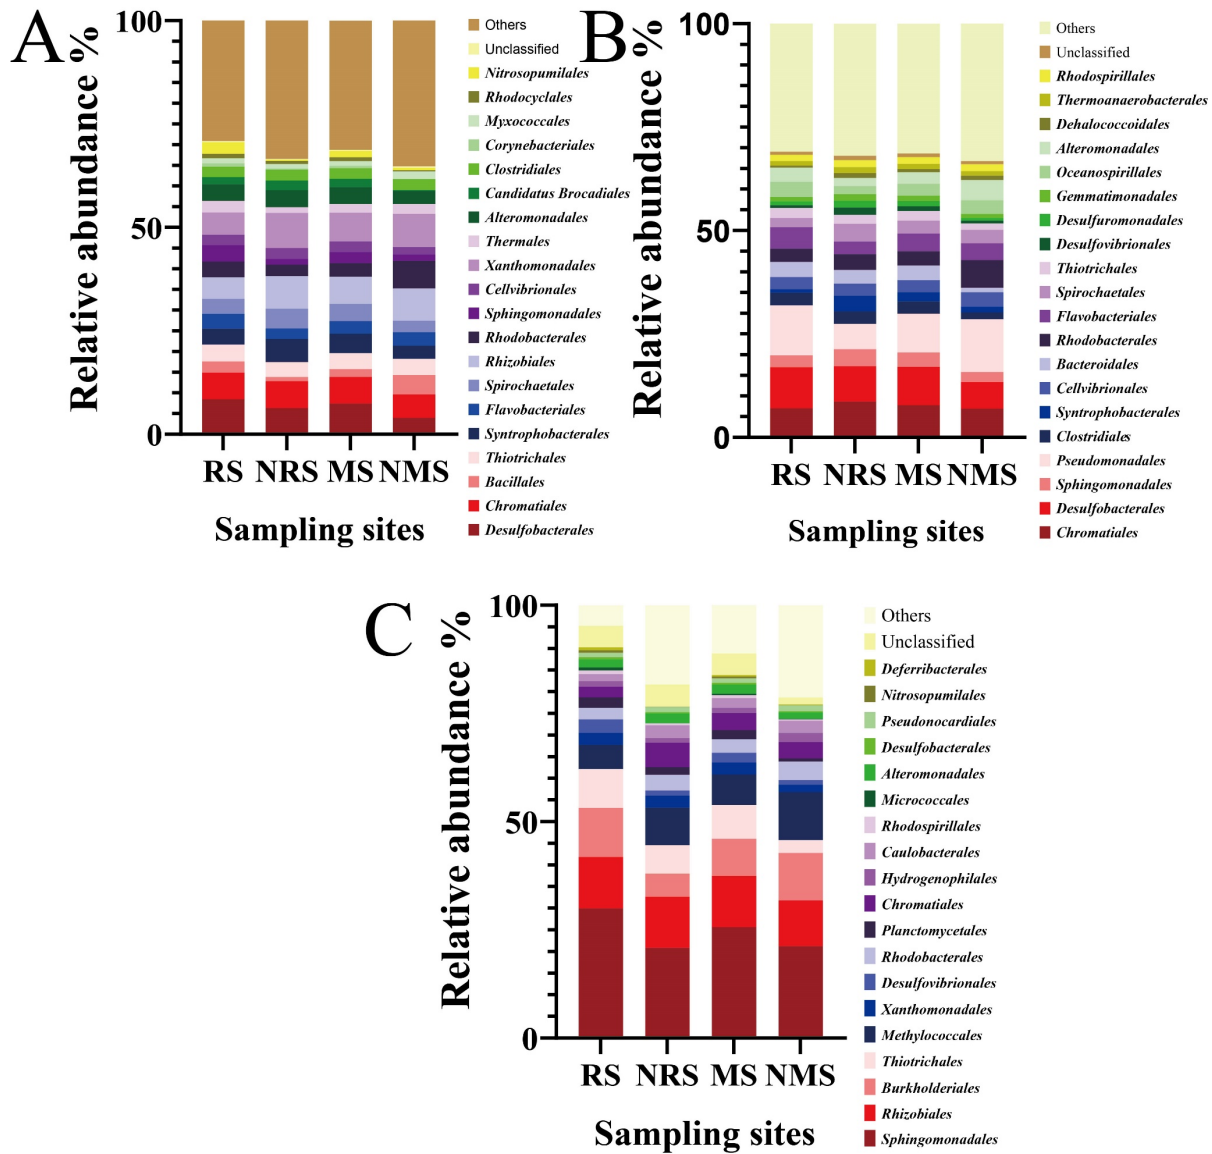 A
Relative abundance %
100
50
0
RS NRS MS NMS
Sampling sites
Others
Unclassified
Nitrosopumilales
Rhodocyclales
Myxococcales
Corynebacteriales
Clostridiales
Candidatus Brocadiales
Alteromonadales
Thermales
Xanthomonadales
Cellvibrionales
Sphingomonadales
Rhodobacterales
Rhizobiales
Spirochaetales
Flavobacteriales
Syntrophobacterales
Thiotrichales
Bacillales
Chromatiales
Desulfobacterales
B
Relative abundance %
100
50
0
RS NRS MS NMS
Sampling sites
Others
Unclassified
Rhodospirillales
Thermoanaerobacterales
Dehalococcoidales
Alteromonadales
Oceanospirillales
Gemmatimonadales
Desulfuromonadales
Desulfovibrionales
Thiotrichales
Spirochaetales
Flavobacteriales
Rhodobacterales
Bacteroidales
Cellvibrionales
Syntrophobacterales
Clostridiales
Pseudomonadales
Sphingomonadales
Desulfobacterales
Chromatiales
C
Relative abundance %
100
50
0
RS NRS MS NMS
Sampling sites
Others
Unclassified
Deferribacterales
Nitrosopumilales
Pseudonocardiales
Desulfobacterales
Alteromonadales
Micrococcales
Rhodospirillales
Caulobacterales
Hydrogenophilales
Chromatiales
Planctomycetales
Rhodobacterales
Desulfovibrionales
Xanthomonadales
Methylococcales
Thiotrichales
Burkholderiales
Rhizobiales
Sphingomonadales